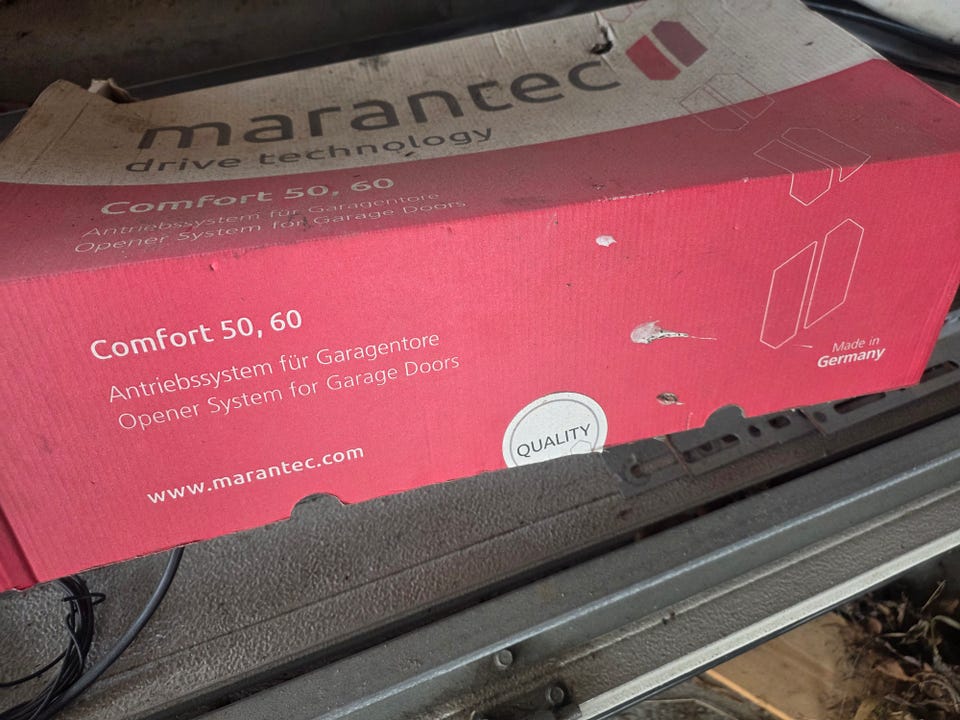 marantec
drive technology
Comfort 50, 60
Antriebssystem für Garagentore
Opener System for Garage Doors
Comfort 50, 60
Antriebssystem für Garagentore
Opener System for Garage Doors
www.marantec.com
QUALITY
Made in
Germany